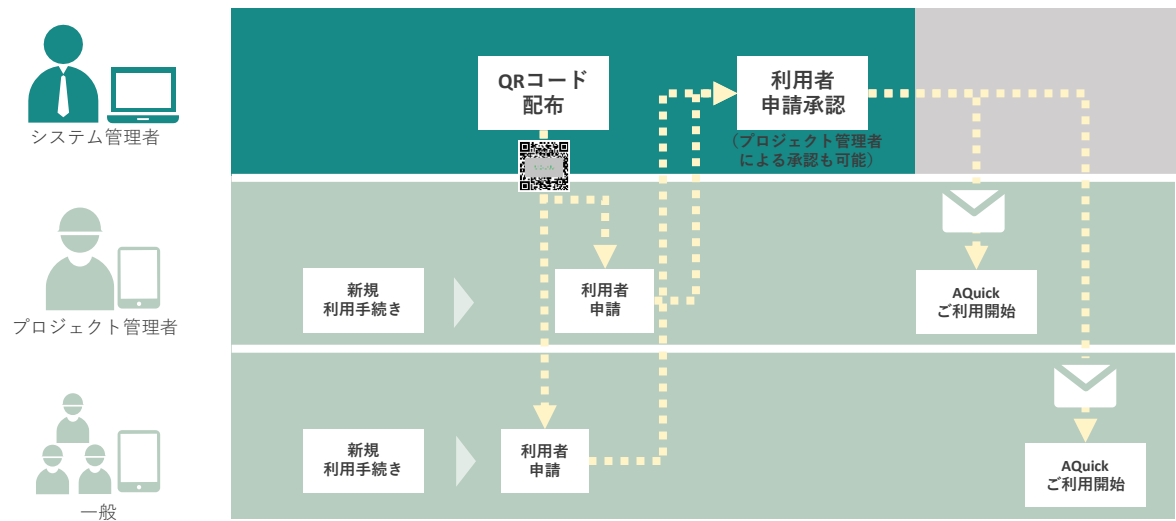 システム管理者
QRコード
配布
利用者
申請承認
(プロジェクト管理者
による承認も可能)
プロジェクト管理者
新規
利用手続き
利用者
申請
AQuick
ご利用開始
一般
新規
利用手続き
利用者
申請
AQuick
ご利用開始